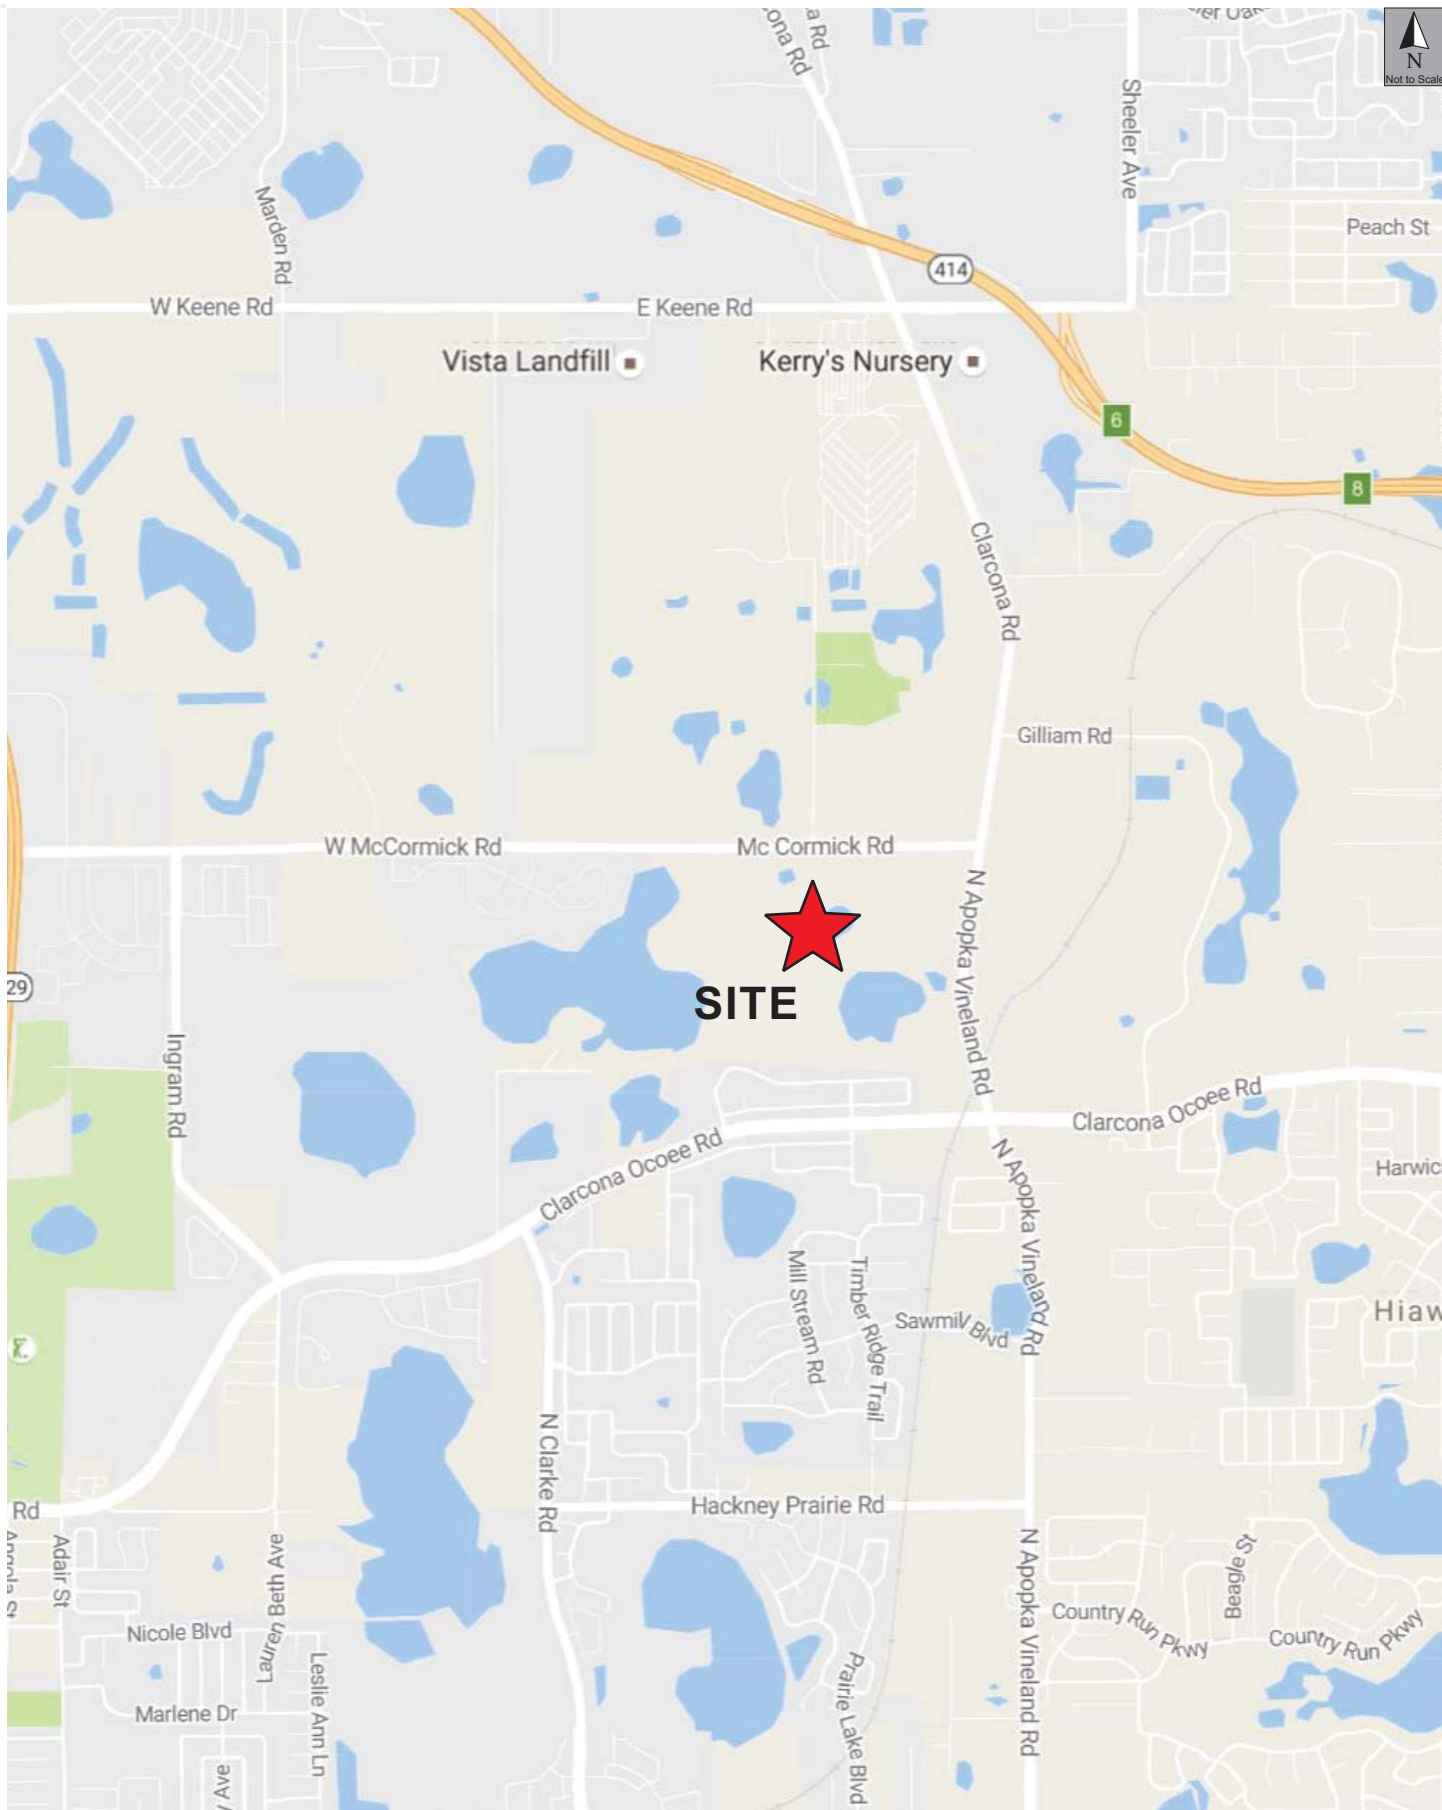 N
Not to Scale
Sheeler Ave
Marden Rd
Peach St
414
W Keene Rd
E Keene Rd
Vista Landfill
Kerry's Nursery
6
8
Clarcona Rd
Gilliam Rd
W McCormick Rd
Mc Cormick Rd
N Apopka Vineland Rd
29
SITE
Ingram Rd
Clarcona Ocoee Rd
Clarcona Ocoee Rd
N Apopka Vineland Rd
Harwic
Mill Stream Rd
Timber Ridge Trail
Sawmill Blvd
Hiaw
N Clarke Rd
Hackney Prairie Rd
Rd
Adair St
Lauren Beth Ave
N Apopka Vineland Rd
Beagle St
Country Run Pkwy
Country Run Pkwy
Nicole Blvd
Leslie Ann Ln
Prairie Lake Blvd
Marlene Dr
Ave